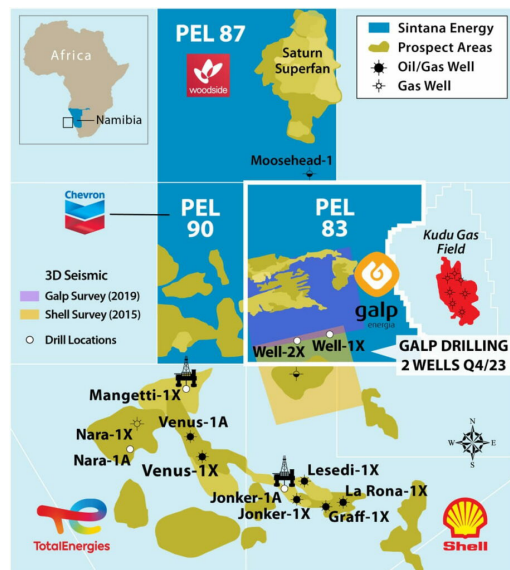 Africa
Namibia
PEL 87
woodside
Saturn
Superfan
Moosehead-1
Sintana Energy
Prospect Areas
Oil/Gas Well
Gas Well
Chevron
PEL
90
PEL
83
galp
energia
Kudu Gas
Field
3D Seismic
Galp Survey (2019)
Shell Survey (2015)
Drill Locations
Well-2X
Well-1X
GALP DRILLING
2 WELLS Q4/23
Mangetti-1X
Nara-1X
Nara-1A
Venus-1A
Venus-1X
Lesedi-1X
Jonker-1A
Jonker-1X
La Rona-1X
Graff-1X
N
W
E
S
TotalEnergies
Shell